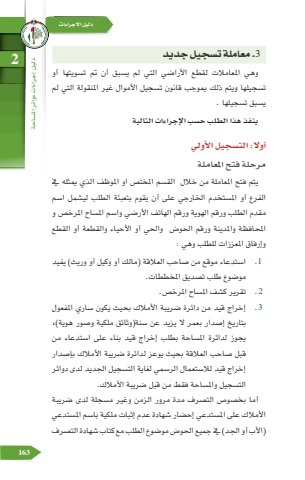 دليل الاجراءات
2
دليل اجراءات دوائر المساحة
3. معاملة تسجيل جديد
وهي المعاملات لقطع الأراضي التي لم يسبق أن تم تسويتها أو
تسجيلها ويتم ذلك بموجب قانون تسجيل الأموال غير المنقولة التي لم
يسبق تسجيلها .
ينفذ هذا الطلب حسب الإجراءات التالية
أولا : التسجيل الأولي
مرحلة فتح المعاملة
يتم فتح المعاملة من خلال القسم المختص او الموظف الذي يمثله في
الفرع أو المستخدم الخارجي على أن يقوم بتعبئة الطلب ليشمل اسم
مقدم الطلب ورقم الهوية ورقم الهاتف الأرضي واسم المساح المرخص و
المحافظة والمدينة ورقم الحوض والحي أو الأحياء والقطعة أو القطع
وإرفاق المعززات للطلب وهي :
1. استدعاء موقع من صاحب العلاقة (مالك أو وكيل أو وريث) يفيد
موضوع طلب تصديق المخططات.
2. تقرير كشف المساح المرخص.
3. إخراج قيد من دائرة ضريبة الأملاك بحيث يكون ساري المفعول
بتاريخ إصدار بعمر لا يزيد عن سنة(وثائق ملكية وصور هوية)،
يجوز لدائرة المساحة بطلب إخراج قيد بناء على استدعاء من
قبل صاحب العلاقة بحيث يوعز لدائرة ضريبة الأملاك بإصدار
إخراج قيد للاستعمال الرسمي لغاية التسجيل الجديد لدى دوائر
التسجيل والمساحة فقط من قبل ضريبة الأملاك.
أما بخصوص التصرف مدة مرور الزمن وغير مسجلة لدى ضريبة
الأملاك على المستدعي إحضار شهادة عدم إثبات ملكية باسم المستدعي
(الأب أو الجد) في جميع الحوض موضوع الطلب مع كتاب شهادة التصرف
163